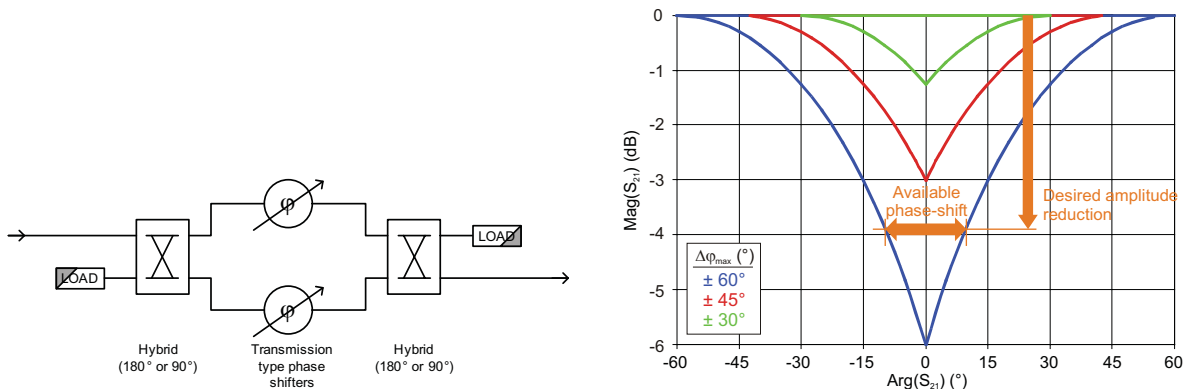 φ
LOAD
LOAD
φ
Hybrid
(180° or 90°)
Transmission
type phase
shifters
Hybrid
(180° or 90°)
Mag(S21) (dB)
0
-1
-2
-3
-4
-5
-6
Available
phase-shift
Desired amplitude
reduction
Δφmax (°)
± 60°
± 45°
± 30°
-60
-45
-30
-15
0
15
30
45
60
Arg(S21) (°)